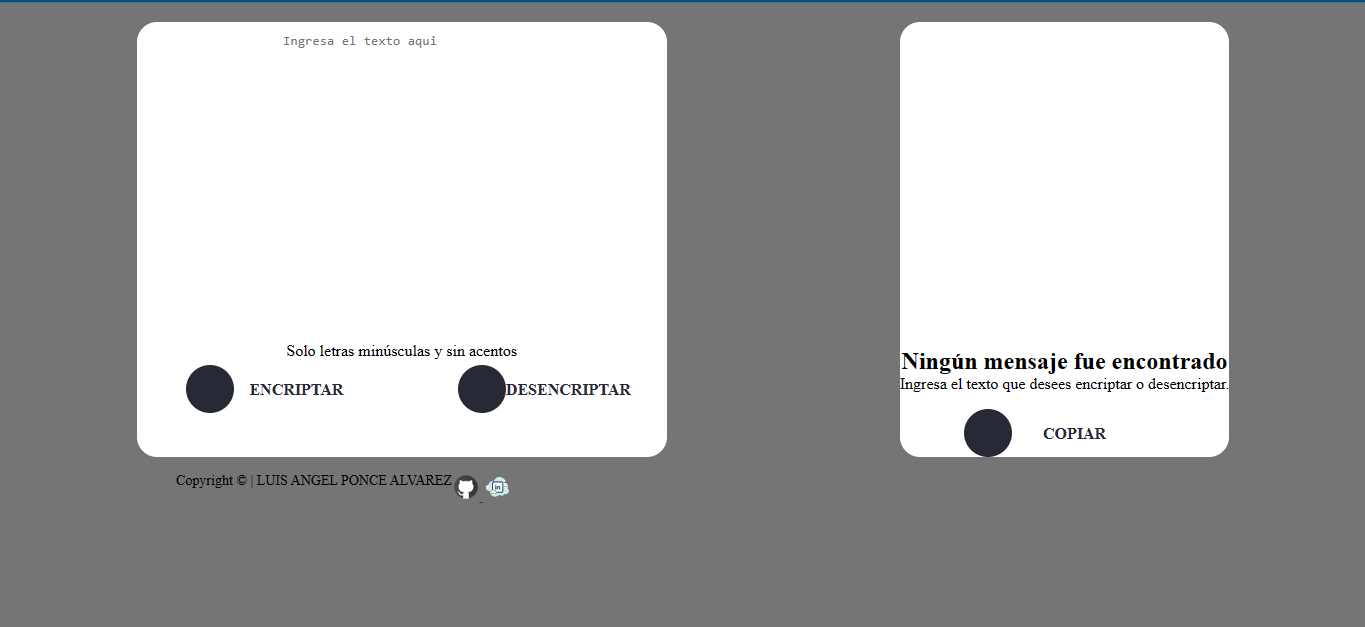 Ingresa el texto aqui
Solo letras minúsculas y sin acentos
ENCRIPTAR
DESENCRIPTAR
Ningún mensaje fue encontrado
Ingresa el texto que desees encriptar o desencriptar.
COPIAR
Copyright © | LUIS ANGEL PONCE ALVAREZ
in